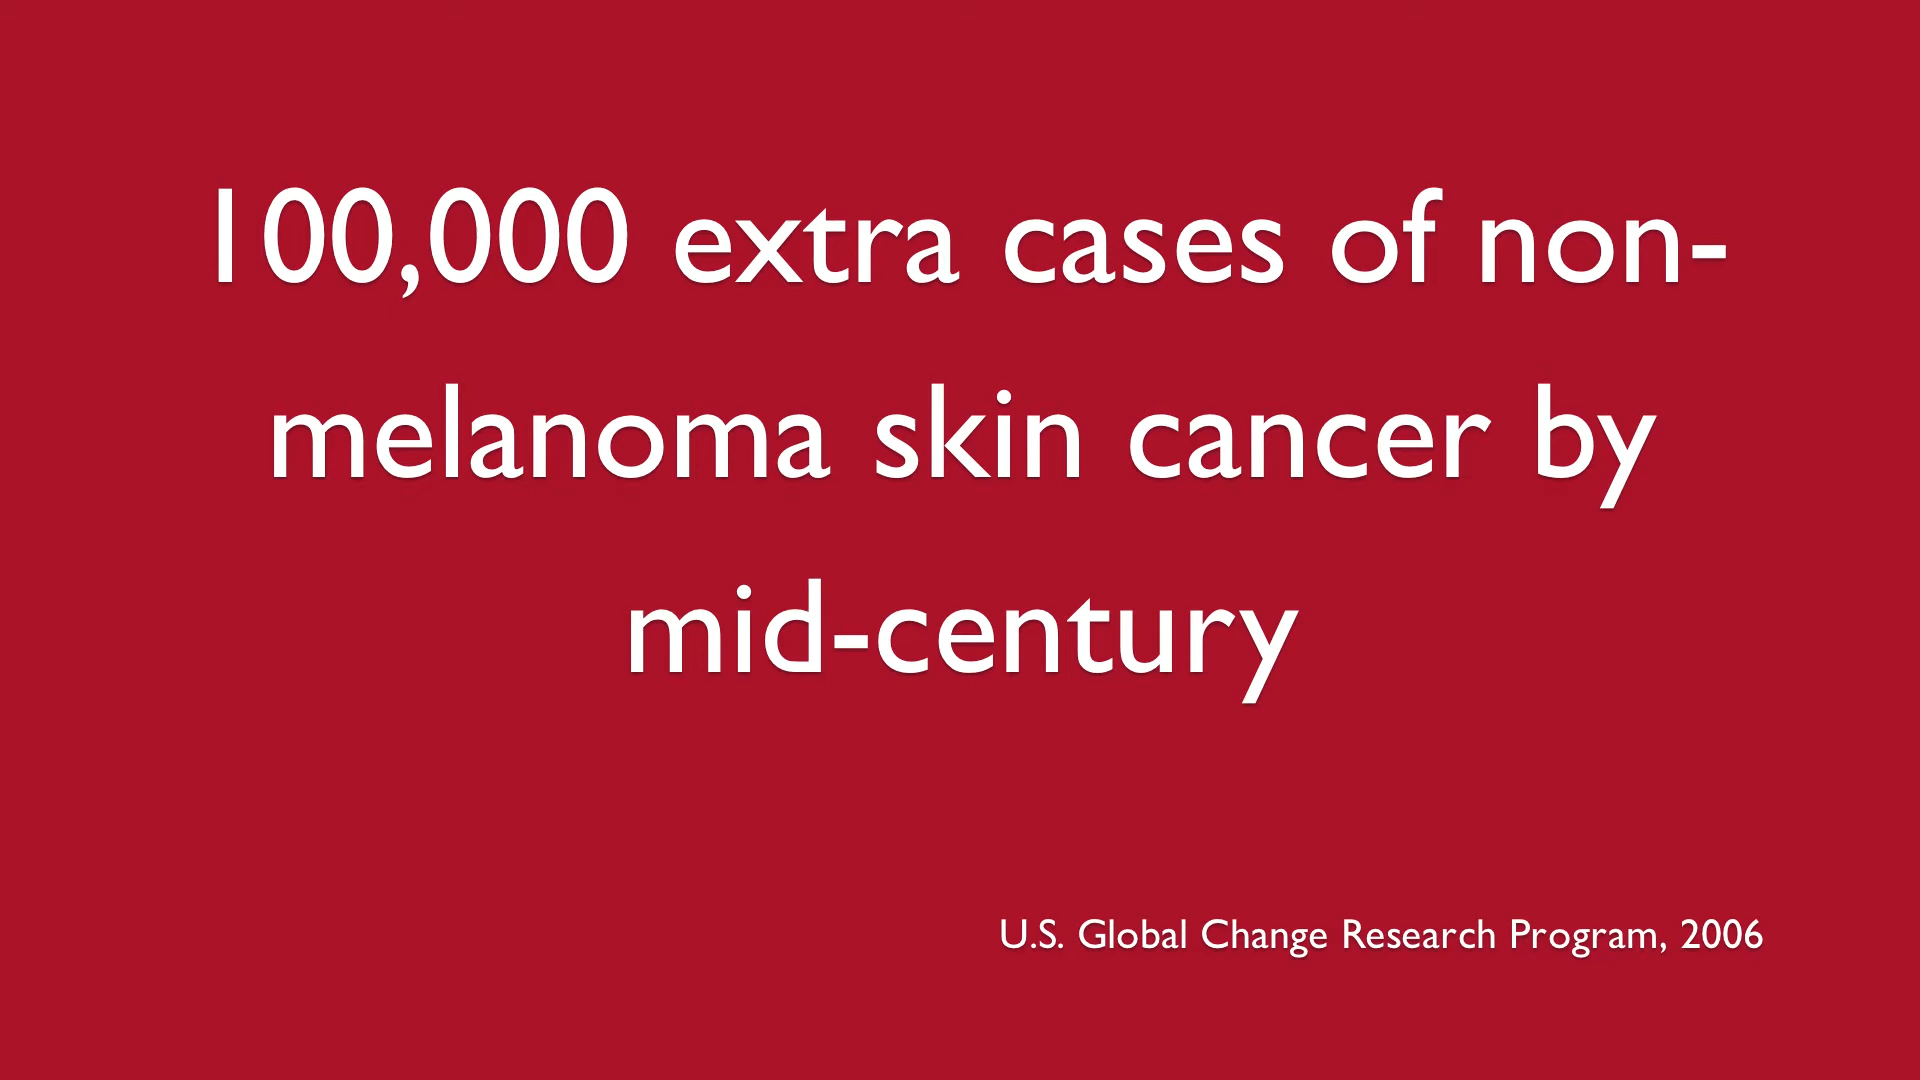 100,000 extra cases of non-
melanoma skin cancer by
mid-century
U.S. Global Change Research Program, 2006